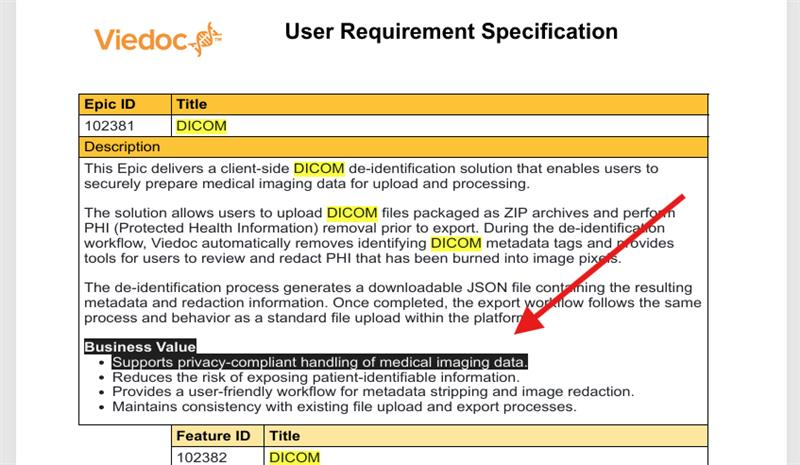 Viedoc™
User Requirement Specification
Epic ID Title
102381 DICOM
Description
This Epic delivers a client-side DICOM de-identification solution that enables users to
securely prepare medical imaging data for upload and processing.
The solution allows users to upload DICOM files packaged as ZIP archives and perform
PHI (Protected Health Information) removal prior to export. During the de-identification
workflow, Viedoc automatically removes identifying DICOM metadata tags and provides
tools for users to review and redact PHI that has been burned into image pixels.
The de-identification process generates a downloadable JSON file containing the resulting
metadata and redaction information. Once completed, the export workflow follows the same
process and behavior as a standard file upload within the platform.
Business Value
• Supports privacy-compliant handling of medical imaging data.
• Reduces the risk of exposing patient-identifiable information.
• Provides a user-friendly workflow for metadata stripping and image redaction.
• Maintains consistency with existing file upload and export processes.
Feature ID Title
102382 DICOM